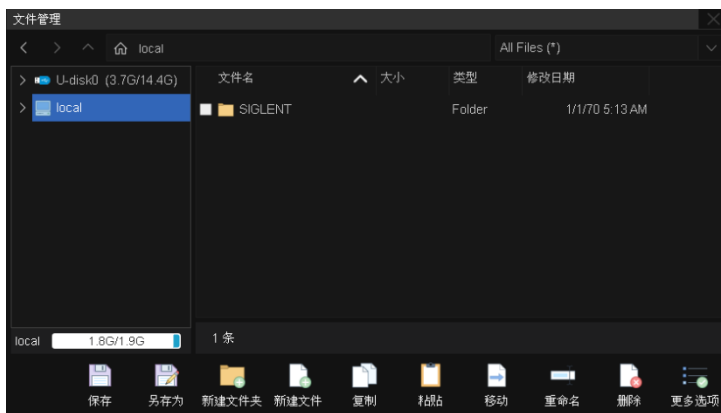 文件管理
local
All Files (*)
U-disk0 (3.7G/14.4G)
文件名 大小 类型 修改日期
local
SIGLENT Folder 1/1/70 5:13 AM
local 1.8G/1.9G
1 条
保存 另存为 新建文件夹 新建文件 复制 粘贴 移动 重命名 删除 更多选项